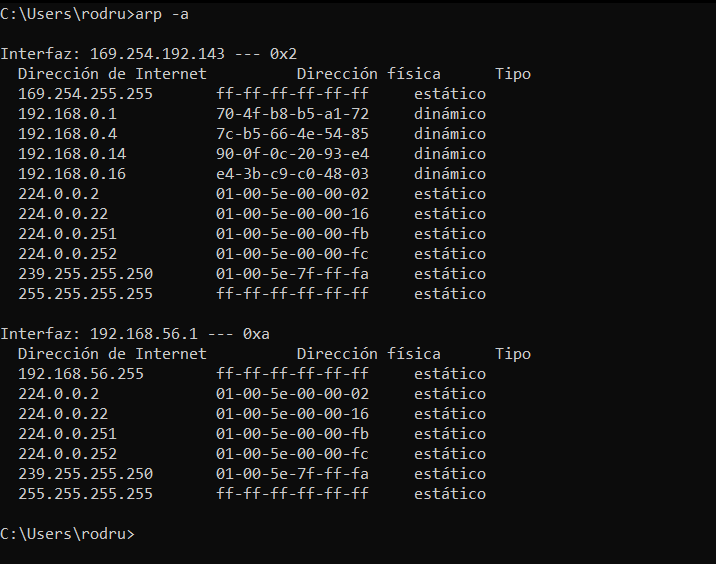 C:\Users\rodru>arp -a
Interfaz: 169.254.192.143 --- 0x2
Dirección de Internet          Dirección física      Tipo
169.254.255.255       ff-ff-ff-ff-ff-ff     estático
192.168.0.1           70-4f-b8-b5-a1-72     dinámico
192.168.0.4           7c-b5-66-4e-54-85     dinámico
192.168.0.14          90-0f-0c-20-93-e4     dinámico
192.168.0.16          e4-3b-c9-c0-48-03     dinámico
224.0.0.2             01-00-5e-00-00-02     estático
224.0.0.22            01-00-5e-00-00-16     estático
224.0.0.251           01-00-5e-00-00-fb     estático
224.0.0.252           01-00-5e-00-00-fc     estático
239.255.255.250       01-00-5e-7f-ff-fa     estático
255.255.255.255       ff-ff-ff-ff-ff-ff     estático
Interfaz: 192.168.56.1 --- 0xa
Dirección de Internet          Dirección física      Tipo
192.168.56.255        ff-ff-ff-ff-ff-ff     estático
224.0.0.2             01-00-5e-00-00-02     estático
224.0.0.22            01-00-5e-00-00-16     estático
224.0.0.251           01-00-5e-00-00-fb     estático
224.0.0.252           01-00-5e-00-00-fc     estático
239.255.255.250       01-00-5e-7f-ff-fa     estático
255.255.255.255       ff-ff-ff-ff-ff-ff     estático
C:\Users\rodru>